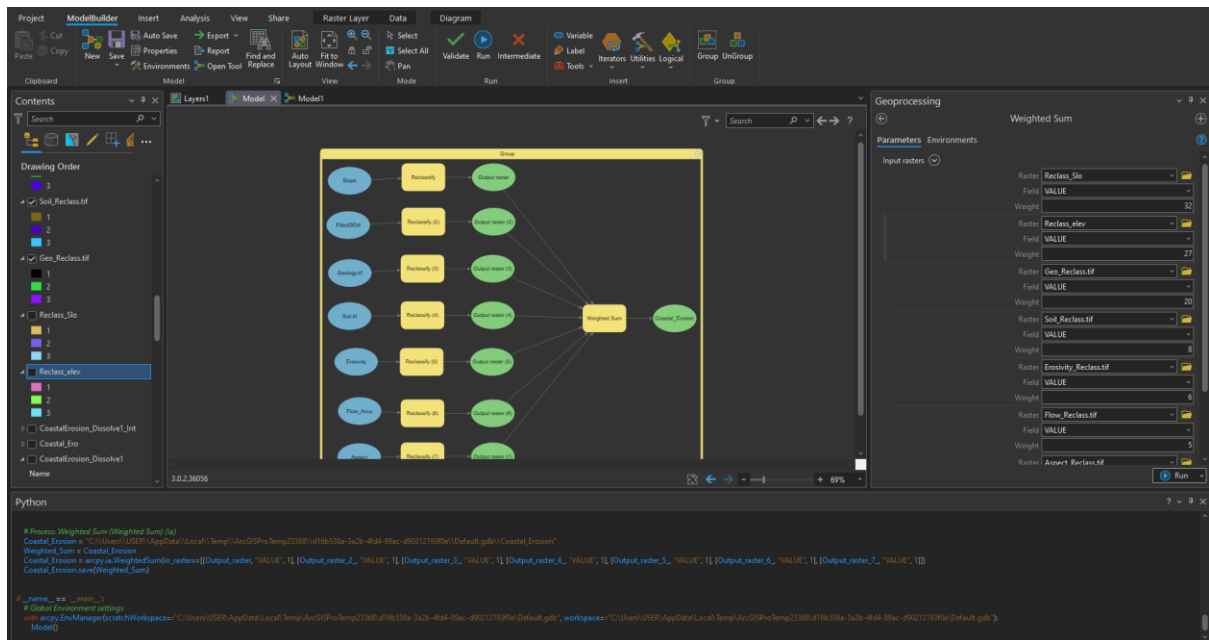 Project ModelBuilder Insert Analysis View Share Raster Layer Data Diagram
Paste Cut Copy
Clipboard
New Save Auto Save Properties Environments Export Report Open Tool Find and Replace
Model
Auto Layout Fit to Window
View
Select Select All Pan
Mode
Validate Run Intermediate
Run
Variable Label Tools Iterators Utilities Logical
Insert
Group UnGroup
Group
Contents
Search
Drawing Order
3
Soil_Reclass.tif
1
2
3
Geo_Reclass.tif
1
2
3
Reclass_Slo
1
2
3
Reclass_elev
1
2
3
CoastalErosion_Dissolve1_Int
Coastal_Ero
CoastalErosion_Dissolve1
Name
Layers1 Model Model1
Search
Group
Slope Reclassify Output raster
FilledDEM Reclassify (2) Output raster (2)
Geology.tif Reclassify (3) Output raster (3)
Soil.tif Reclassify (4) Output raster (4)
Weighted Sum Coastal_Erosion
Erosivity Reclassify (5) Output raster (5)
Flow_Accu Reclassify (6) Output raster (6)
Aspect Reclassify (7) Output raster (7)
3.0.2.36056
69%
Geoprocessing
Weighted Sum
Parameters Environments
Input rasters
Raster Reclass_Slo
Field VALUE
Weight 32
Raster Reclass_elev
Field VALUE
Weight 27
Raster Geo_Reclass.tif
Field VALUE
Weight 20
Raster Soil_Reclass.tif
Field VALUE
Weight 8
Raster Erosivity_Reclass.tif
Field VALUE
Weight 6
Raster Flow_Reclass.tif
Field VALUE
Weight 5
Raster Aspect_Reclass.tif
Run
Python
# Process: Weighted Sum (Weighted Sum) (ia)
Coastal_Erosion = "C:\\Users\\USER\\AppData\\Local\\Temp\\ArcGISProTemp23368\\d16b538a-3a2b-4fd4-89ac-d90212193f0e\\Default.gdb\\Coastal_Erosion"
Weighted_Sum = Coastal_Erosion
Coastal_Erosion = arcpy.ia.WeightedSum(in_rasters=[[Output_raster, "VALUE", 1], [Output_raster_2_, "VALUE", 1], [Output_raster_3_, "VALUE", 1], [Output_raster_4_, "VALUE", 1], [Output_raster_5_, "VALUE", 1], [Output_raster_6_, "VALUE", 1], [Output_raster_7_, "VALUE", 1]])
Coastal_Erosion.save(Weighted_Sum)
if __name__ == '__main__':
# Global Environment settings
with arcpy.EnvManager(scratchWorkspace=r"C:\Users\USER\AppData\Local\Temp\ArcGISProTemp23368\d16b538a-3a2b-4fd4-89ac-d90212193f0e\Default.gdb", workspace=r"C:\Users\USER\AppData\Local\Temp\ArcGISProTemp23368\d16b538a-3a2b-4fd4-89ac-d90212193f0e\Default.gdb"):
Model()